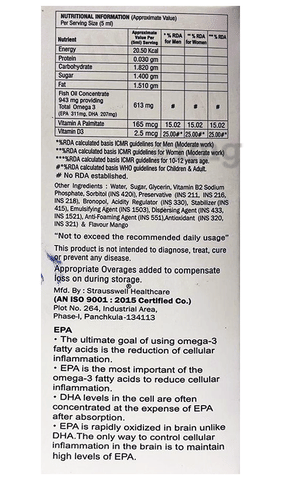 NUTRITIONAL INFORMATION (Approximate Value)
Per Serving Size (5 ml)
Nutrient Approximate Value Per (5ml) Serving * % RDA for Men * % RDA for Women ** % RDA
Energy 20.50 Kcal
Protein 0.030 gm
Carbohydrate 1.820 gm
Sugar 1.400 gm
Fat 1.510 gm
Fish Oil Concentrate
943 mg providing
Total Omega 3 613 mg # # #
(EPA 311mg, DHA 207mg)
Vitamin A Palmitate 165 mcg 15.02 15.02 15.02
Vitamin D3 2.5 mcg 25.00#* 25.00#* 25.00#*
*%RDA calculated basis ICMR guidelines for Men (Moderate work)
**%RDA calculated basis ICMR guidelines for Women (Moderate work)
***%RDA calculated basis ICMR guidelines for 10-12 years age.
#*%RDA calculated basis WHO guidelines for Children & Adult.
# No RDA established.
Other Ingredients : Water, Sugar, Glycerin, Vitamin B2 Sodium
Phosphate, Sorbitol (INS 420), Preservative (INS 211, INS 216,
INS 218), Bronopol, Acidity Regulator (INS 330), Stabilizer (INS
415), Emulsifying Agent (INS 1503), Dispersing Agent (INS 433,
INS 1521), Anti-Foaming Agent (INS 551)Antioxidant (INS 320,
INS 321) & Flavour Mango
"Not to exceed the recommended daily usage"
This product is not intended to diagnose, treat, cure
or prevent any disease.
Appropriate Overages added to compensate
loss on during storage.
Mfd. By : Strausswell Healthcare®
(AN ISO 9001 : 2015 Certified Co.)
Plot No. 264, Industrial Area,
Phase-I, Panchkula-134113
EPA
• The ultimate goal of using omega-3
fatty acids is the reduction of cellular
inflammation.
• EPA is the most important of the
omega-3 fatty acids to reduce cellular
inflammation.
• DHA levels in the cell are often
concentrated at the expense of EPA
after absorption.
• EPA is rapidly oxidized in brain unlike
DHA.The only way to control cellular
inflammation in the brain is to maintain
high levels of EPA.